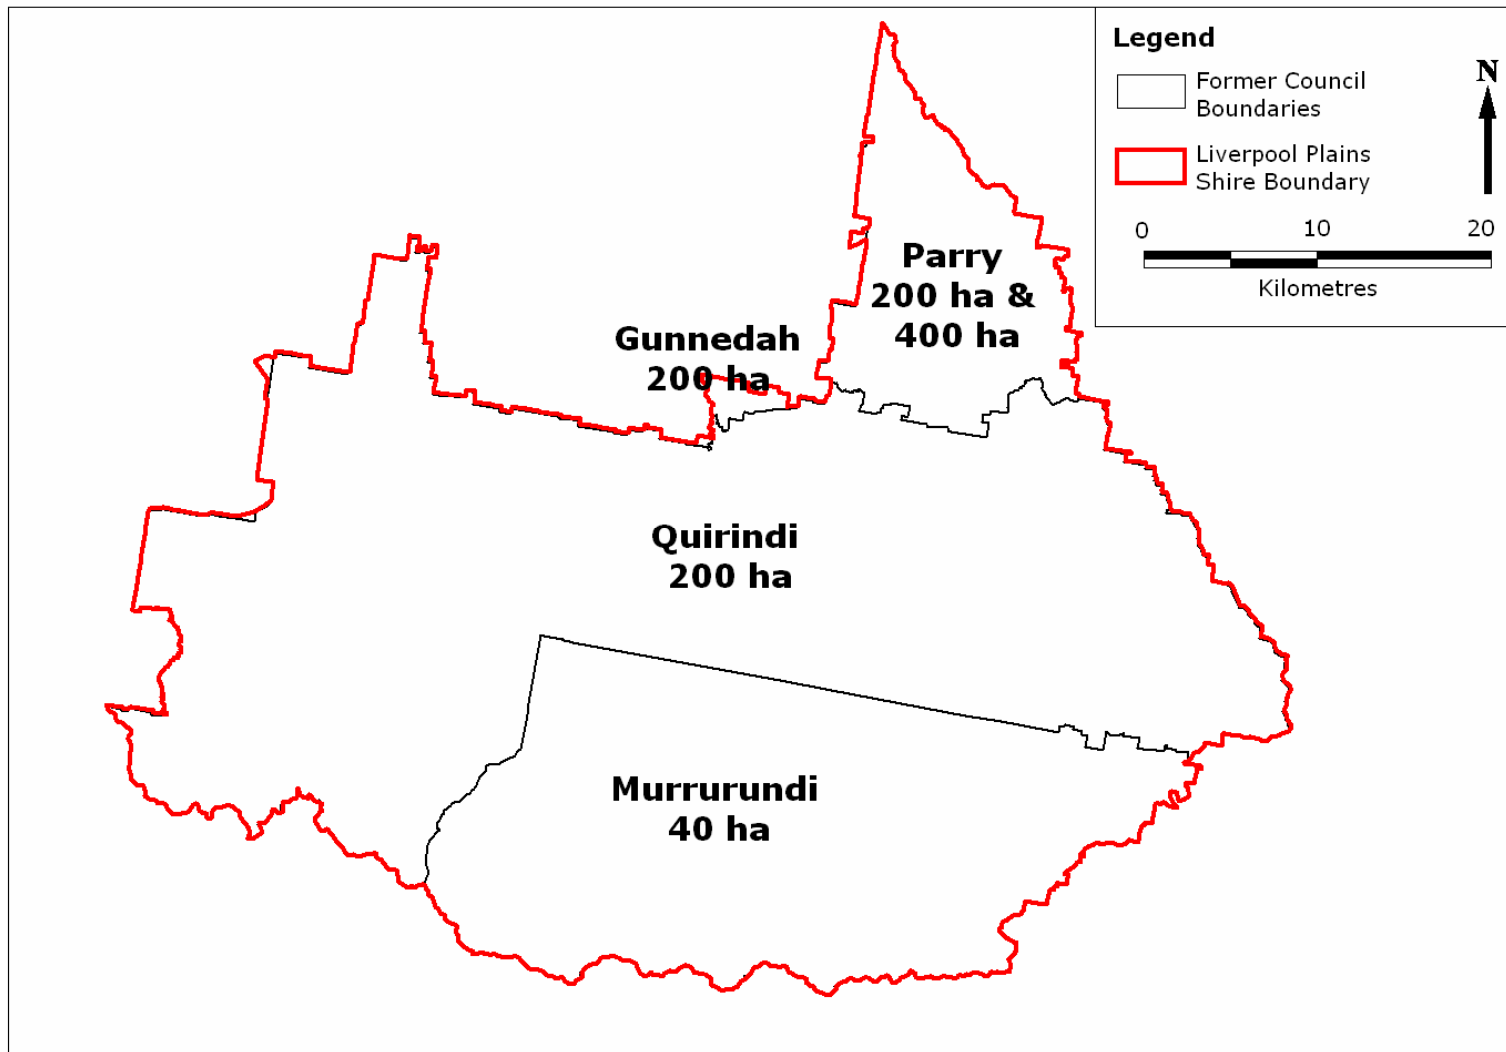 Legend
Former Council
Boundaries
Liverpool Plains
Shire Boundary
N
0 10 20
Kilometres
Parry
200 ha &
400 ha
Gunnedah
200 ha
Quirindi
200 ha
Murrurundi
40 ha